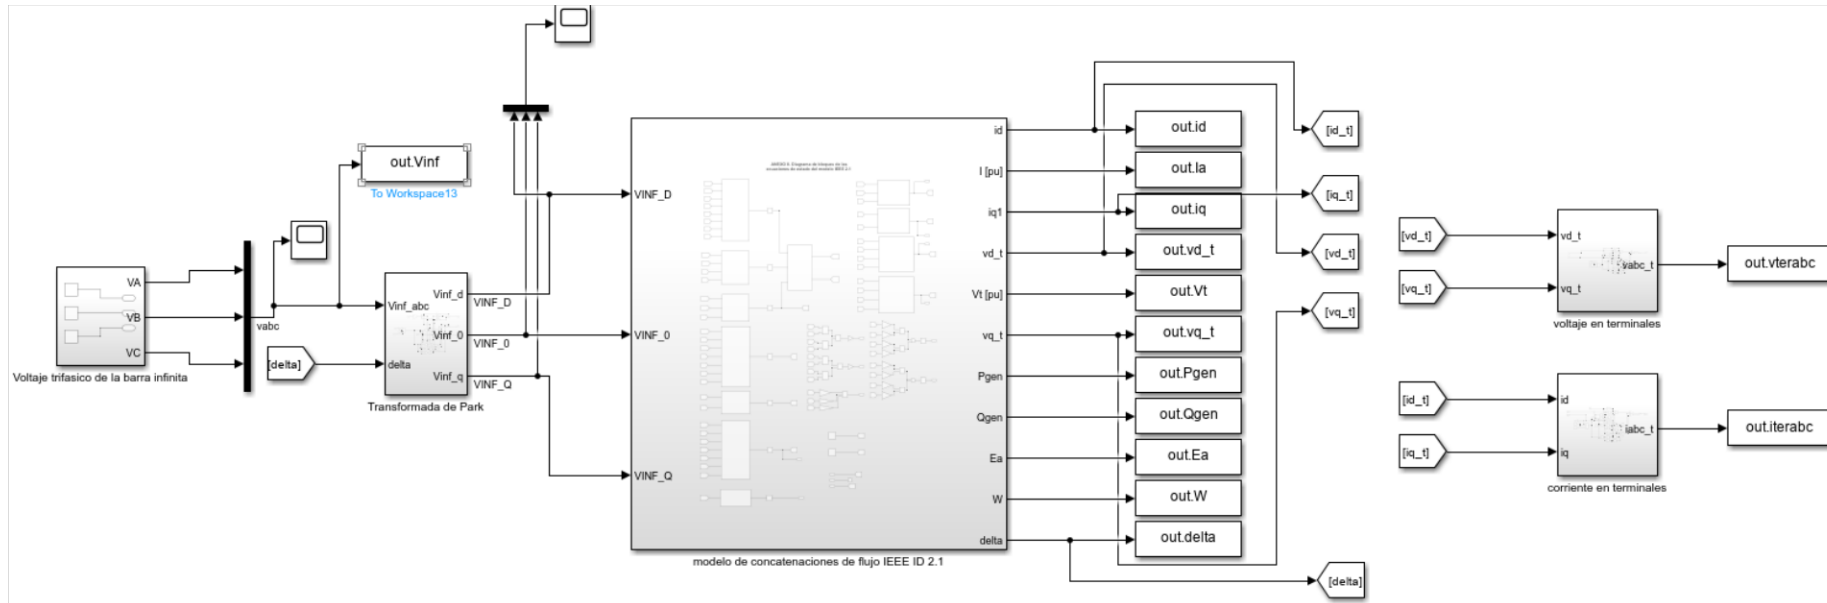 VA
VB
VC
Voltaje trifasico de la barra infinita
vabc
out.Vinf
To Workspace13
[delta]
Vinf_abc
delta
Vinf_d
Vinf_0
Vinf_q
Transformada de Park
VINF_D
VINF_0
VINF_Q
VINF_D
VINF_0
VINF_Q
id
I [pu]
iq1
vd_t
Vt [pu]
vq_t
Pgen
Qgen
Ea
W
delta
modelo de concatenaciones de flujo IEEE ID 2.1
out.id
out.Ia
out.iq
out.vd_t
out.Vt
out.vq_t
out.Pgen
out.Qgen
out.Ea
out.W
out.delta
[id_t]
[iq_t]
[vd_t]
[vq_t]
[delta]
[vd_t]
[vq_t]
vd_t
vq_t
vabc_t
voltaje en terminales
out.vterabc
[id_t]
[iq_t]
id
iq
iabc_t
corriente en terminales
out.iterabc